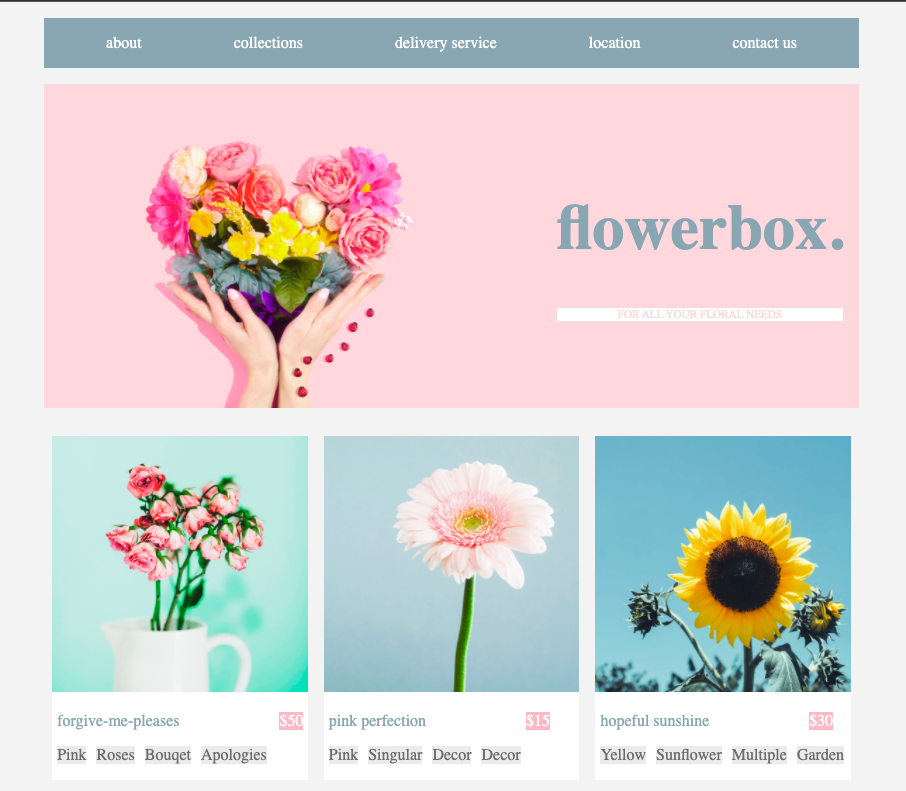 about collections delivery service location contact us
flowerbox.
FOR ALL YOUR FLORAL NEEDS
forgive-me-pleases $50
Pink Roses Bouqet Apologies
pink perfection $15
Pink Singular Decor Decor
hopeful sunshine $30
Yellow Sunflower Multiple Garden